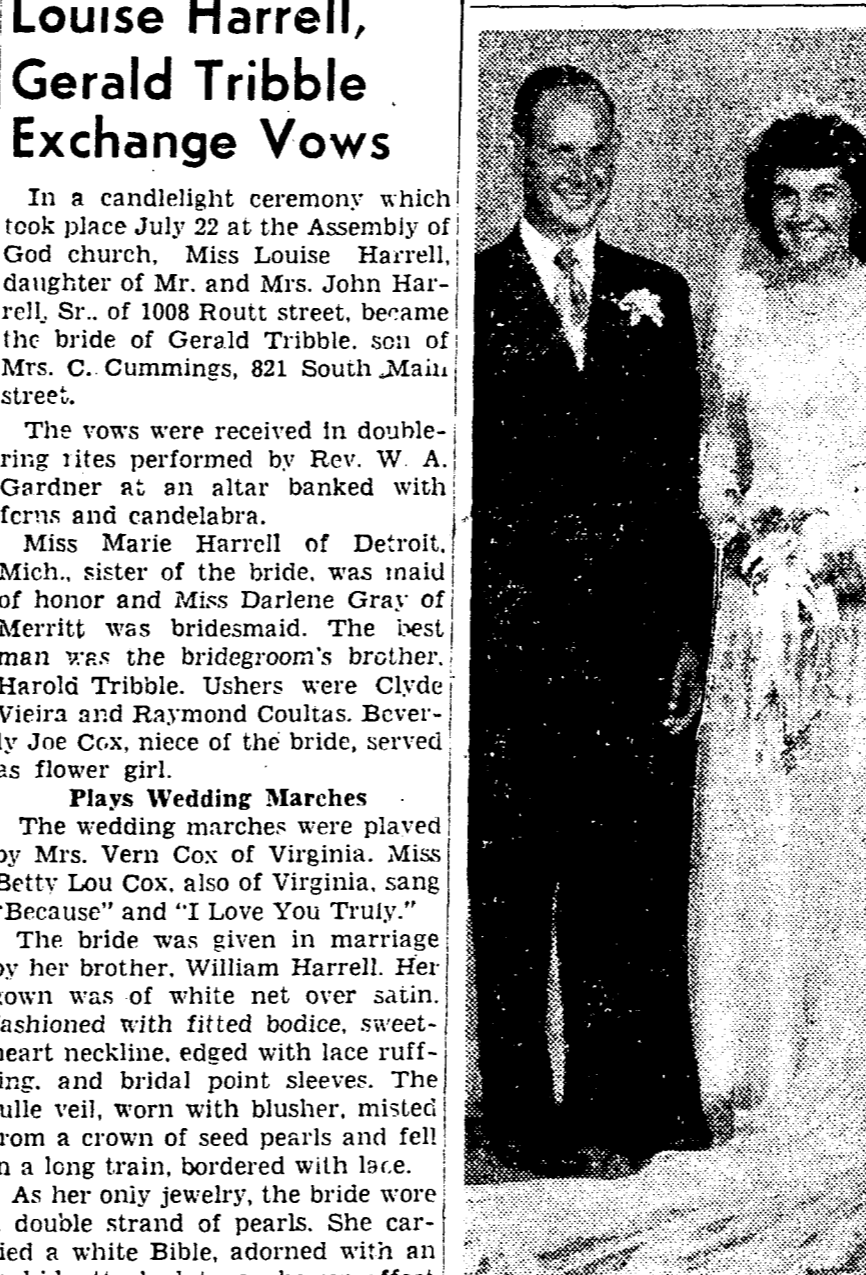 Louise Harrell,
Gerald Tribble
Exchange Vows
In a candlelight ceremony which
took place July 22 at the Assembly of
God church, Miss Louise Harrell,
daughter of Mr. and Mrs. John Har-
rell, Sr., of 1008 Routt street, became
the bride of Gerald Tribble, son of
Mrs. C. Cummings, 821 South Main
street.
The vows were received in double-
ring rites performed by Rev. W. A.
Gardner at an altar banked with
ferns and candelabra.
Miss Marie Harrell of Detroit,
Mich., sister of the bride, was maid
of honor and Miss Darlene Gray of
Merritt was bridesmaid. The best
man was the bridegroom's brother,
Harold Tribble. Ushers were Clyde
Vieira and Raymond Coultas. Bever-
ly Joe Cox, niece of the bride, served
as flower girl.
Plays Wedding Marches
The wedding marches were played
by Mrs. Vern Cox of Virginia. Miss
Betty Lou Cox, also of Virginia, sang
"Because" and "I Love You Truly."
The bride was given in marriage
by her brother, William Harrell. Her
gown was of white net over satin,
fashioned with fitted bodice, sweet-
heart neckline, edged with lace ruff-
ling, and bridal point sleeves. The
tulle veil, worn with blusher, misted
from a crown of seed pearls and fell
in a long train, bordered with lace.
As her only jewelry, the bride wore
a double strand of pearls. She car-
ried a white Bible, adorned with an